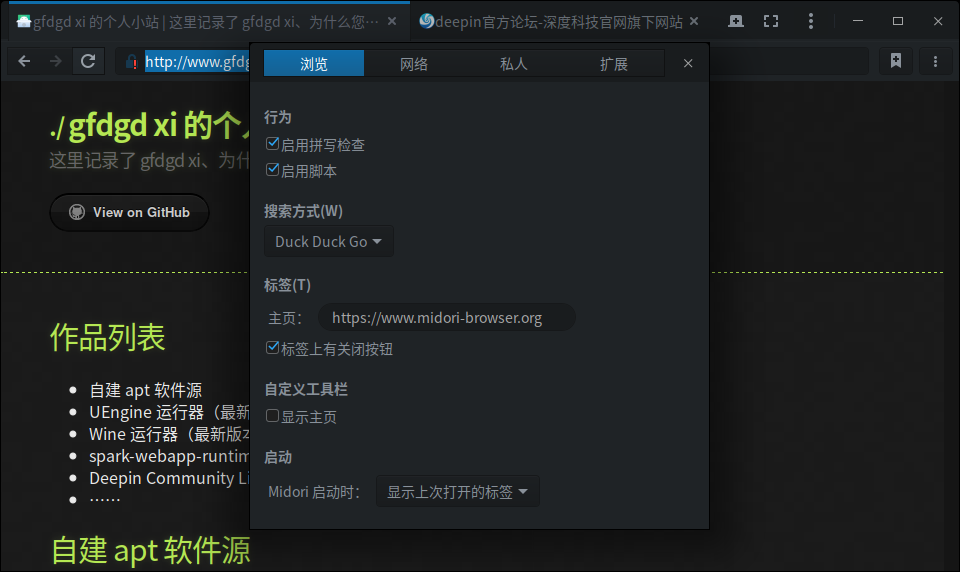 gfdgd xi 的个人小站 | 这里记录了 gfdgd xi、为什么您…
deepin官方论坛-深度科技官网旗下网站
http://www.gfdg
浏览 网络 私人 扩展
./ gfdgd xi 的个人
这里记录了 gfdgd xi、为什
View on GitHub
行为
启用拼写检查
启用脚本
搜索方式(W)
Duck Duck Go
标签(T)
主页： https://www.midori-browser.org
标签上有关闭按钮
自定义工具栏
显示主页
启动
Midori 启动时： 显示上次打开的标签
作品列表
自建 apt 软件源
UEngine 运行器（最新
Wine 运行器（最新版本
spark-webapp-runtim
Deepin Community Li
……
自建 apt 软件源